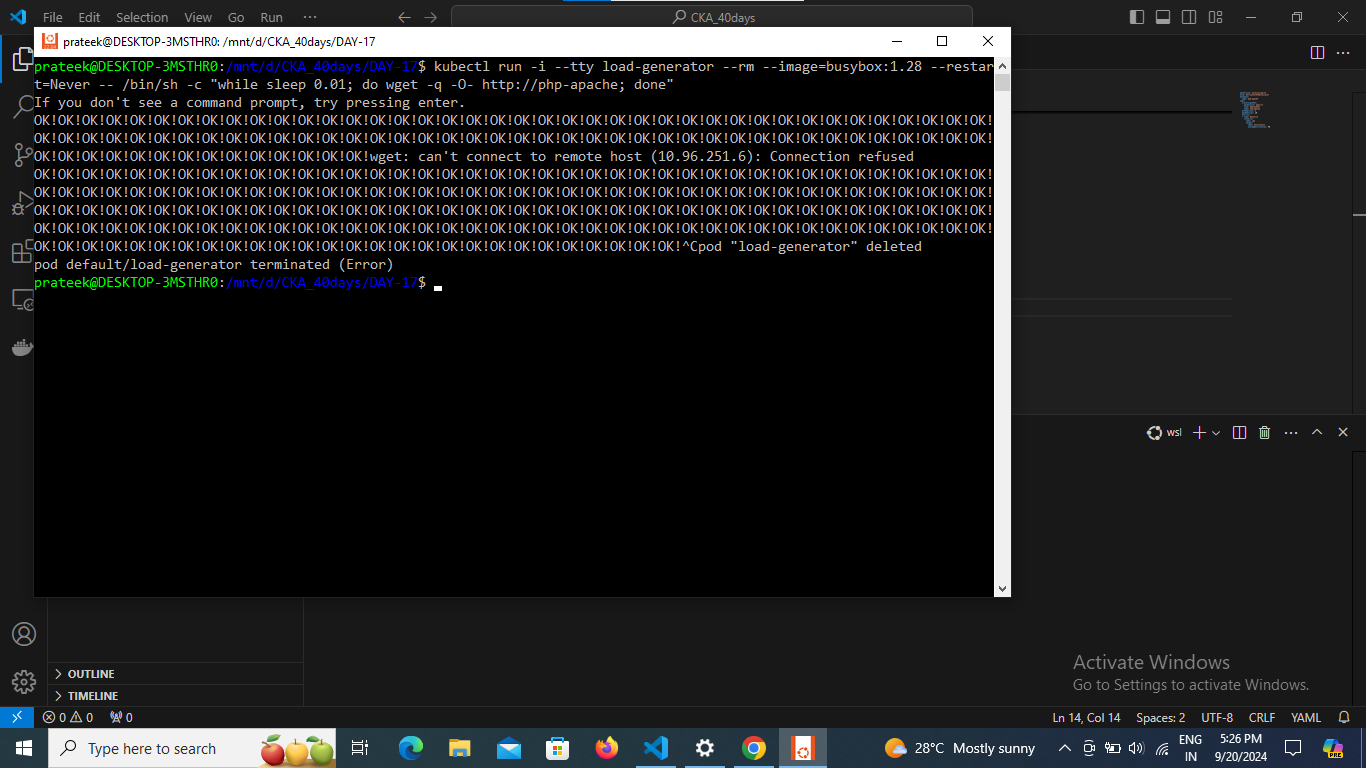 File Edit Selection View Go Run ··· CKA_40days
prateek@DESKTOP-3MSTHR0: /mnt/d/CKA_40days/DAY-17
prateek@DESKTOP-3MSTHR0:/mnt/d/CKA_40days/DAY-17$ kubectl run -i --tty load-generator --rm --image=busybox:1.28 --restar
t=Never -- /bin/sh -c "while sleep 0.01; do wget -q -O- http://php-apache; done"
If you don't see a command prompt, try pressing enter.
OK!OK!OK!OK!OK!OK!OK!OK!OK!OK!OK!OK!OK!OK!OK!OK!OK!OK!OK!OK!OK!OK!OK!OK!OK!OK!OK!OK!OK!OK!OK!OK!OK!OK!OK!OK!OK!OK!OK!OK!
OK!OK!OK!OK!OK!OK!OK!OK!OK!OK!OK!OK!OK!OK!OK!OK!OK!OK!OK!OK!OK!OK!OK!OK!OK!OK!OK!OK!OK!OK!OK!OK!OK!OK!OK!OK!OK!OK!OK!OK!
OK!OK!OK!OK!OK!OK!OK!OK!OK!OK!OK!OK!OK!OK!wget: can't connect to remote host (10.96.251.6): Connection refused
OK!OK!OK!OK!OK!OK!OK!OK!OK!OK!OK!OK!OK!OK!OK!OK!OK!OK!OK!OK!OK!OK!OK!OK!OK!OK!OK!OK!OK!OK!OK!OK!OK!OK!OK!OK!OK!OK!OK!OK!
OK!OK!OK!OK!OK!OK!OK!OK!OK!OK!OK!OK!OK!OK!OK!OK!OK!OK!OK!OK!OK!OK!OK!OK!OK!OK!OK!OK!OK!OK!OK!OK!OK!OK!OK!OK!OK!OK!OK!OK!
OK!OK!OK!OK!OK!OK!OK!OK!OK!OK!OK!OK!OK!OK!OK!OK!OK!OK!OK!OK!OK!OK!OK!OK!OK!OK!OK!OK!OK!OK!OK!OK!OK!OK!OK!OK!OK!OK!OK!OK!
OK!OK!OK!OK!OK!OK!OK!OK!OK!OK!OK!OK!OK!OK!OK!OK!OK!OK!OK!OK!OK!OK!OK!OK!OK!OK!OK!OK!OK!OK!OK!OK!OK!OK!OK!OK!OK!OK!OK!OK!
OK!OK!OK!OK!OK!OK!OK!OK!OK!OK!OK!OK!OK!OK!OK!OK!OK!OK!OK!OK!OK!OK!OK!OK!OK!OK!OK!^Cpod "load-generator" deleted
pod default/load-generator terminated (Error)
prateek@DESKTOP-3MSTHR0:/mnt/d/CKA_40days/DAY-17$
wsl
OUTLINE
TIMELINE
Activate Windows
Go to Settings to activate Windows.
0 0 0 Ln 14, Col 14 Spaces: 2 UTF-8 CRLF YAML
Type here to search 28°C Mostly sunny
ENG
IN
5:26 PM
9/20/2024
PRE